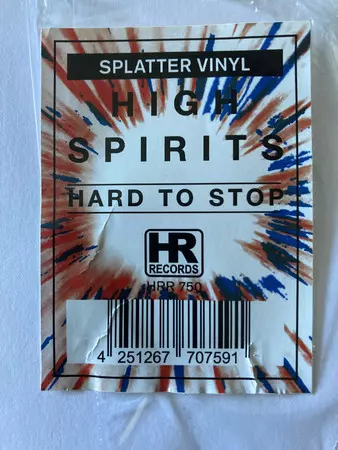 SPLATTER VINYL
HIGH
SPIRITS
HARD TO STOP
HR
RECORDS
HRR 750
4 251267 707591